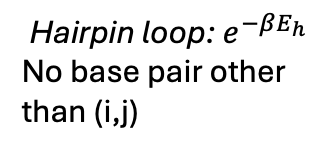 Hairpin loop: e^{-βE_h}
No base pair other
than (i,j)